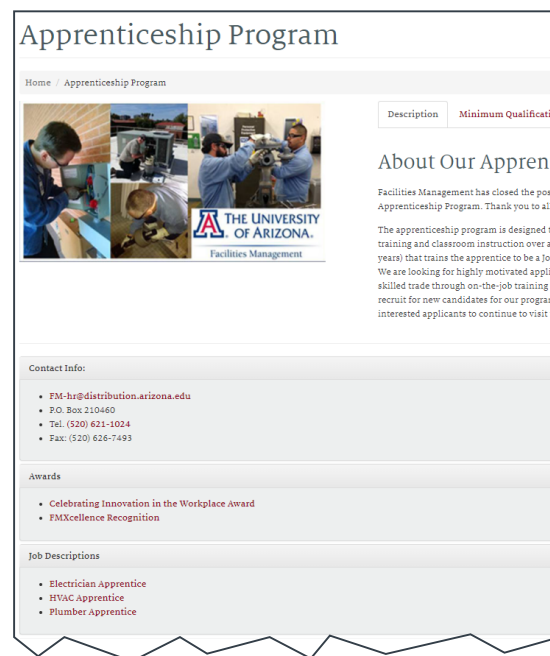 Apprenticeship Program
Home / Apprenticeship Program
THE UNIVERSITY
OF ARIZONA®
Facilities Management
Description Minimum Qualificati
About Our Appren
Facilities Management has closed the pos
Apprenticeship Program. Thank you to al
The apprenticeship program is designed t
training and classroom instruction over a
years) that trains the apprentice to be a Jo
We are looking for highly motivated appli
skilled trade through on-the-job training
recruit for new candidates for our progra
interested applicants to continue to visit
Contact Info:
FM-hr@distribution.arizona.edu
P.O. Box 210460
Tel. (520) 621-1024
Fax: (520) 626-7493
Awards
Celebrating Innovation in the Workplace Award
FMXcellence Recognition
Job Descriptions
Electrician Apprentice
HVAC Apprentice
Plumber Apprentice